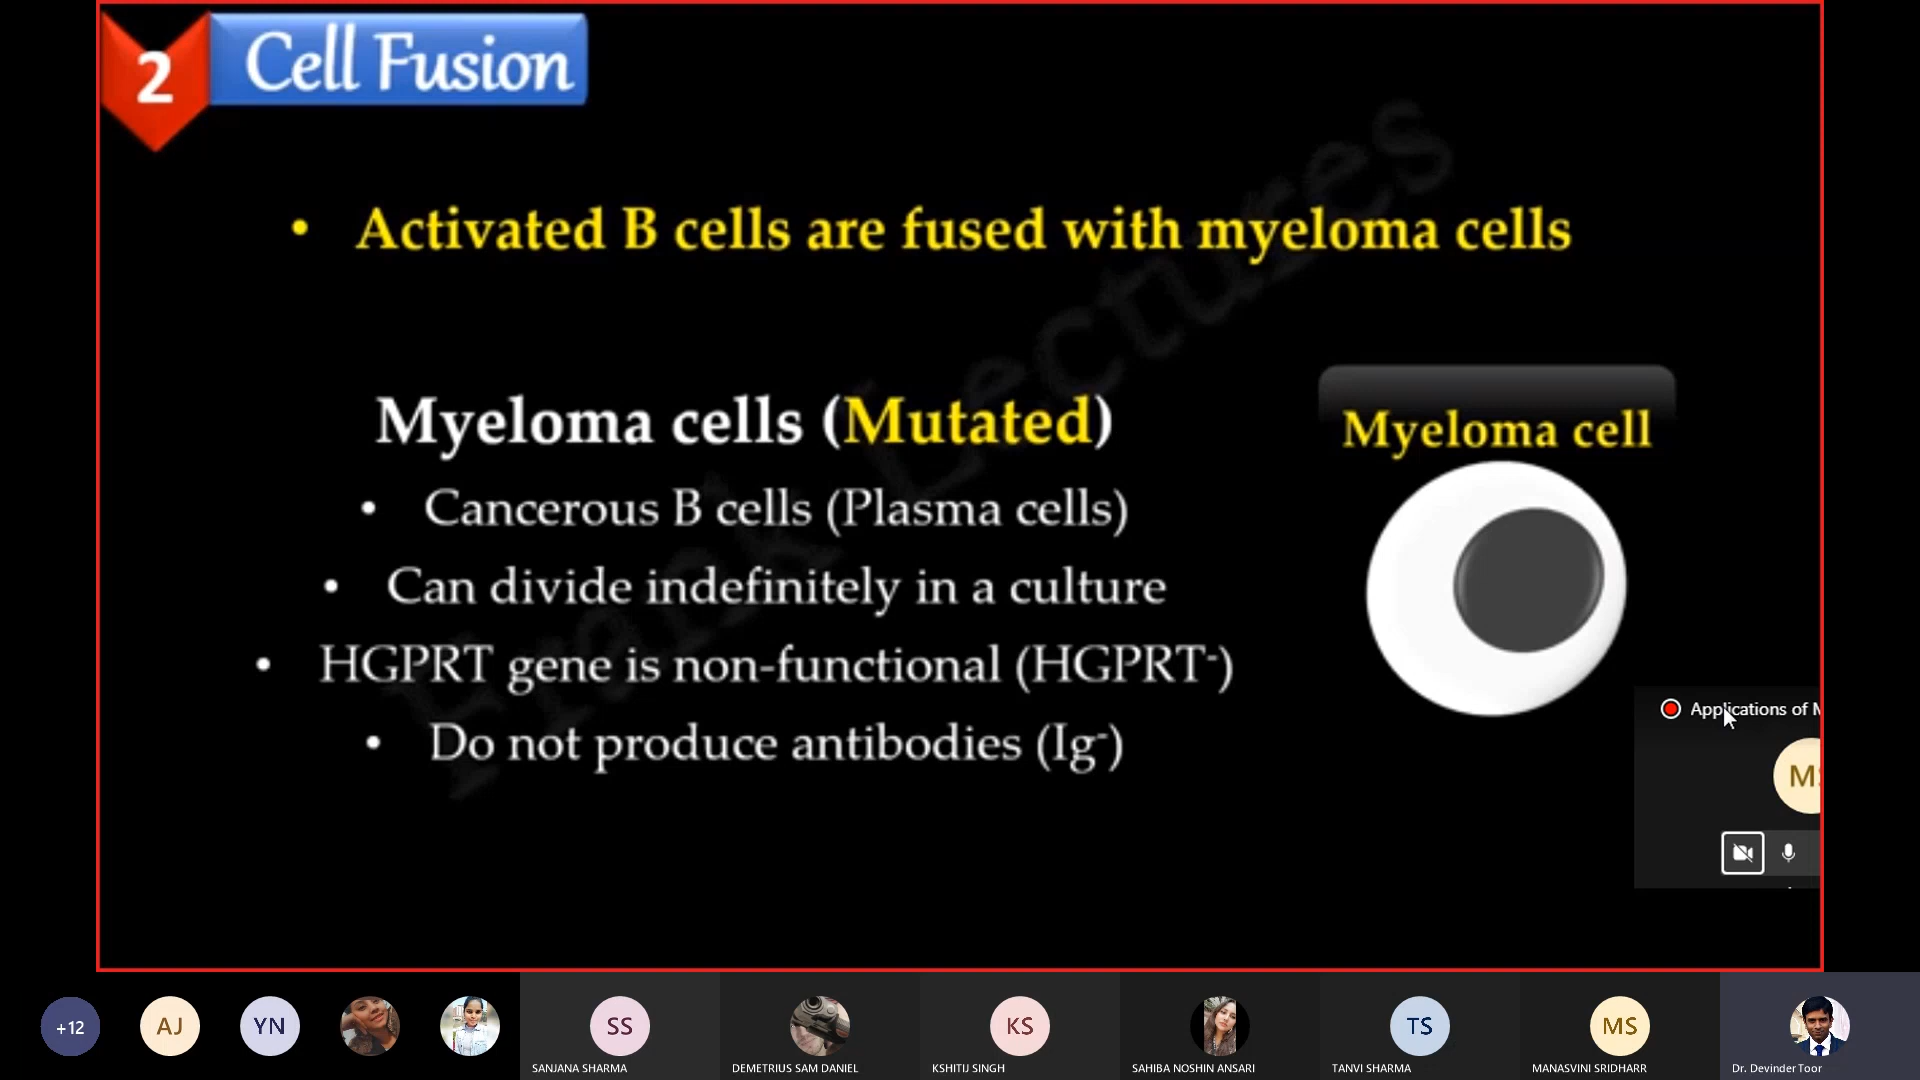 2
Cell Fusion
• Activated B cells are fused with myeloma cells
Myeloma cells (Mutated)
• Cancerous B cells (Plasma cells)
• Can divide indefinitely in a culture
• HGPRT gene is non-functional (HGPRT-)
• Do not produce antibodies (Ig-)
Myeloma cell
Frank Lectures
Applications of M
MS
+12
AJ
YN
SS
KS
TS
MS
SANJANA SHARMA
DEMETRIUS SAM DANIEL
KSHITIJ SINGH
SAHIBA NOSHIN ANSARI
TANVI SHARMA
MANASVINI SRIDHARR
Dr. Devinder Toor